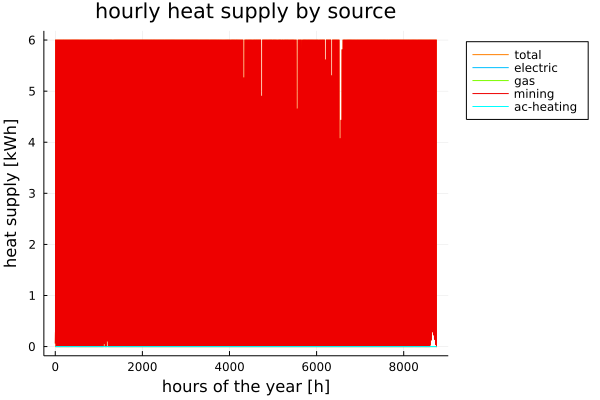 hourly heat supply by source
6
5
4
3
2
1
0
heat supply [kWh]
0 2000 4000 6000 8000
hours of the year [h]
total
electric
gas
mining
ac-heating